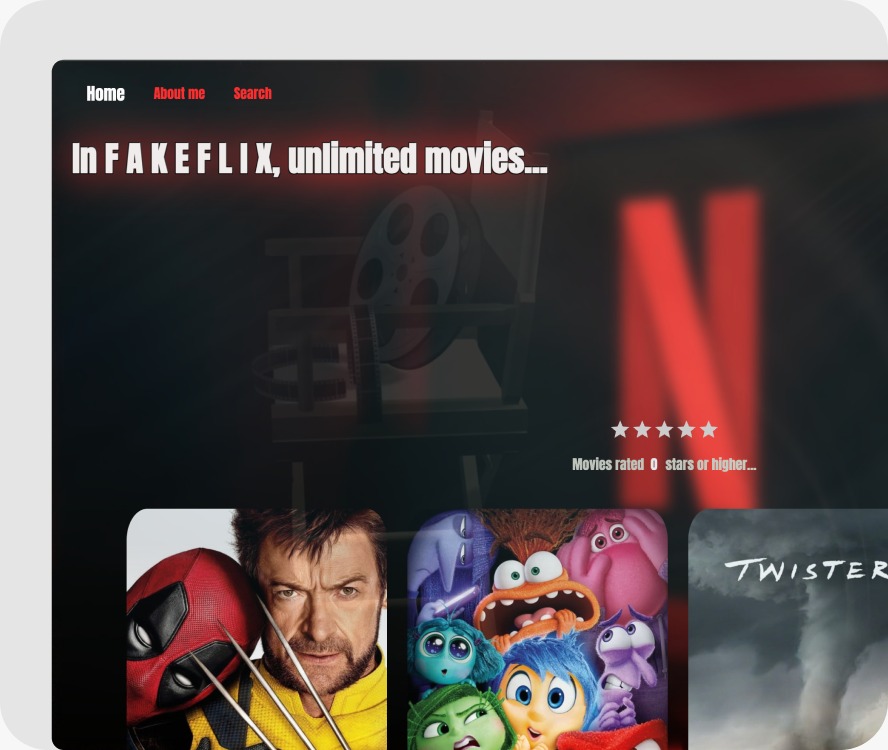 Home About me Search
In F A K E F L I X, unlimited movies...
N
Movies rated 0 stars or higher...
TWISTER